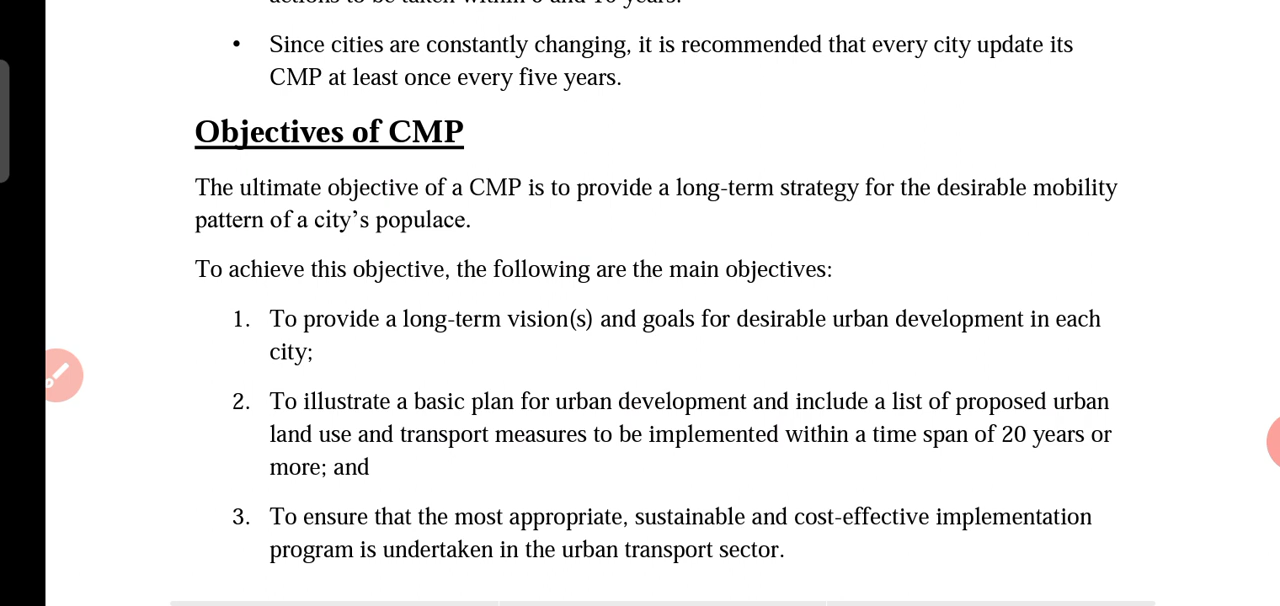 • Since cities are constantly changing, it is recommended that every city update its
CMP at least once every five years.
Objectives of CMP
The ultimate objective of a CMP is to provide a long-term strategy for the desirable mobility
pattern of a city’s populace.
To achieve this objective, the following are the main objectives:
1. To provide a long-term vision(s) and goals for desirable urban development in each
city;
2. To illustrate a basic plan for urban development and include a list of proposed urban
land use and transport measures to be implemented within a time span of 20 years or
more; and
3. To ensure that the most appropriate, sustainable and cost-effective implementation
program is undertaken in the urban transport sector.